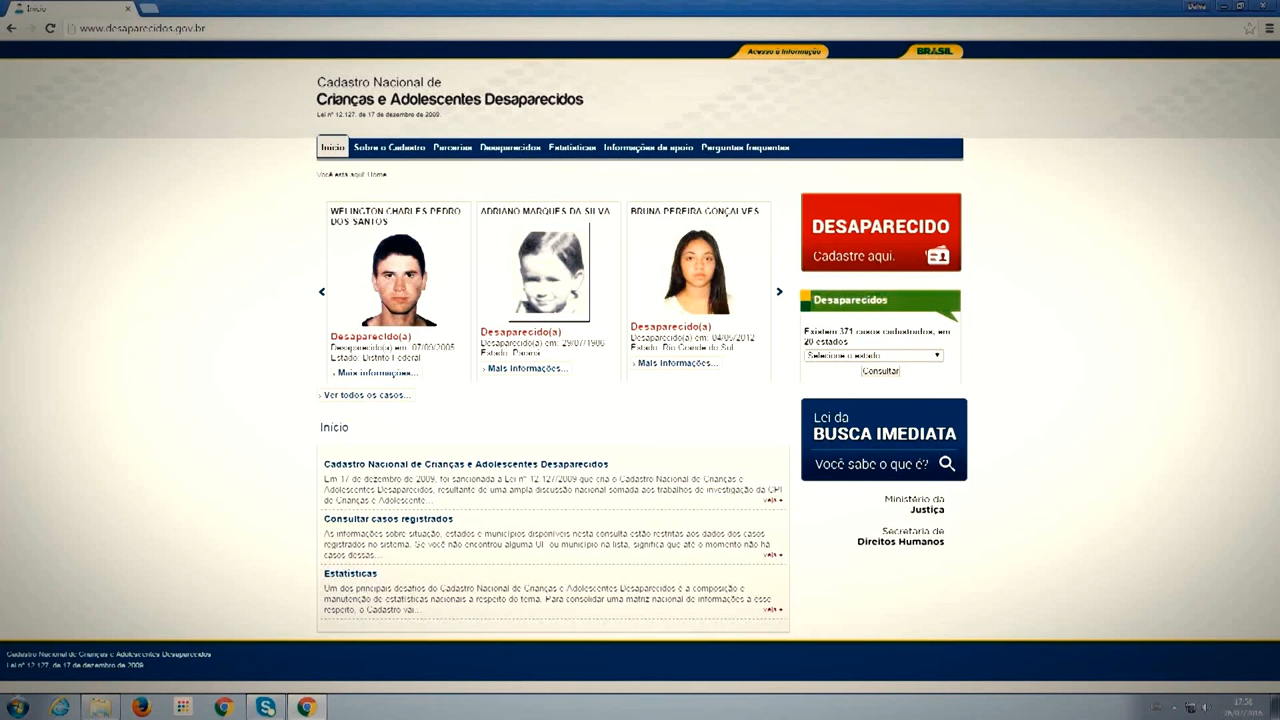 Início
Delva
www.desaparecidos.gov.br
Acesso à Informação
BRASIL
Cadastro Nacional de
Crianças e Adolescentes Desaparecidos
Lei nº 12.127, de 17 de dezembro de 2009.
Início Sobre o Cadastro Parcerias Desaparecidos Estatísticas Informações de apoio Perguntas frequentes
Você está aqui: Home
WELINGTON CHARLES PEDRO
DOS SANTOS
Desaparecido(a)
Desaparecido(a) em: 07/09/2005
Estado: Distrito Federal
Mais informações...
ADRIANO MARQUES DA SILVA
Desaparecido(a)
Desaparecido(a) em: 29/07/1986
Estado: Paraná
Mais informações...
BRUNA PEREIRA GONÇALVES
Desaparecido(a)
Desaparecido(a) em: 04/05/2012
Estado: Rio Grande do Sul
Mais informações...
Ver todos os casos...
DESAPARECIDO
Cadastre aqui.
Desaparecidos
Existem 371 casos cadastrados, em
20 estados
Selecione o estado
Consultar
Lei da
BUSCA IMEDIATA
Você sabe o que é?
Ministério da
Justiça
Secretaria de
Direitos Humanos
Início
Cadastro Nacional de Crianças e Adolescentes Desaparecidos
Em 17 de dezembro de 2009, foi sancionada a Lei nº 12.127/2009 que cria o Cadastro Nacional de Crianças e
Adolescentes Desaparecidos, resultante de uma ampla discussão nacional somada aos trabalhos de investigação da CPI
de Crianças e Adolescente...
veja +
Consultar casos registrados
As informações sobre situação, estados e municípios disponíveis nesta consulta estão restritas aos dados dos casos
registrados no sistema. Se você não encontrou alguma UF ou município na lista, significa que até o momento não há
casos dessas...
veja +
Estatísticas
Um dos principais desafios do Cadastro Nacional de Crianças e Adolescentes Desaparecidos é a composição e
manutenção de estatísticas nacionais a respeito do tema. Para consolidar uma matriz nacional de informações a esse
respeito, o Cadastro vai...
veja +
Cadastro Nacional de Crianças e Adolescentes Desaparecidos
Lei nº 12.127, de 17 de dezembro de 2009
17:58